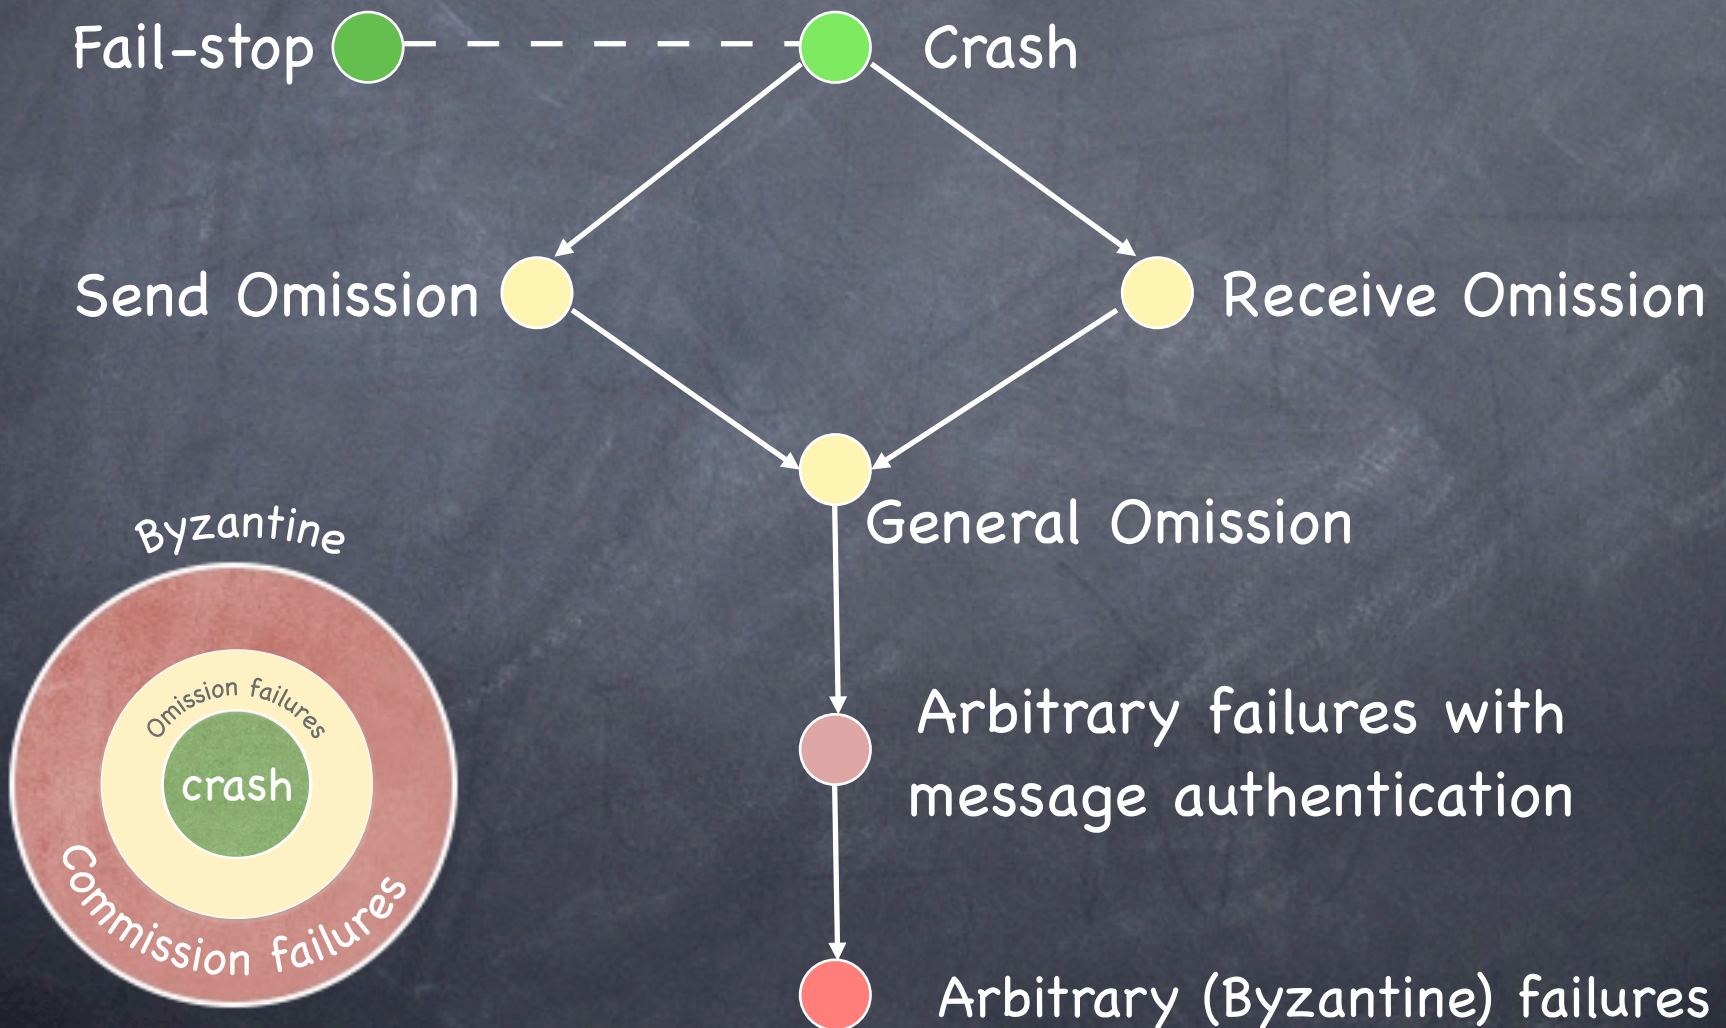 Fail-stop
Crash
Send Omission
Receive Omission
General Omission
Byzantine
Omission failures
crash
Commission failures
Arbitrary failures with
message authentication
Arbitrary (Byzantine) failures